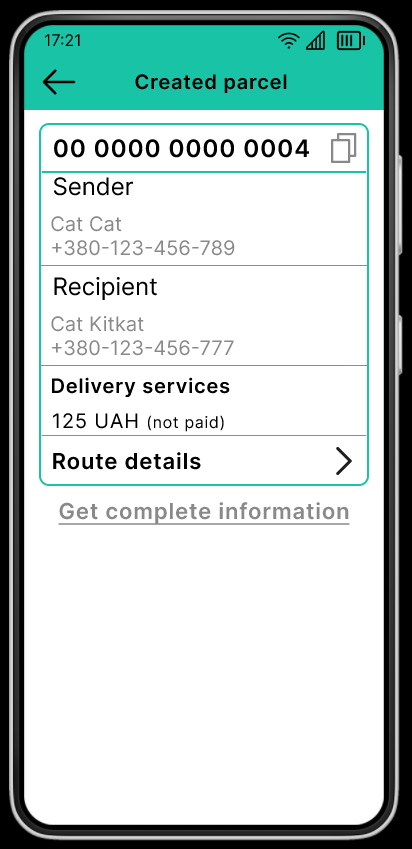 17:21
Created parcel
00 0000 0000 0004
Sender
Cat Cat
+380-123-456-789
Recipient
Cat Kitkat
+380-123-456-777
Delivery services
125 UAH (not paid)
Route details
Get complete information